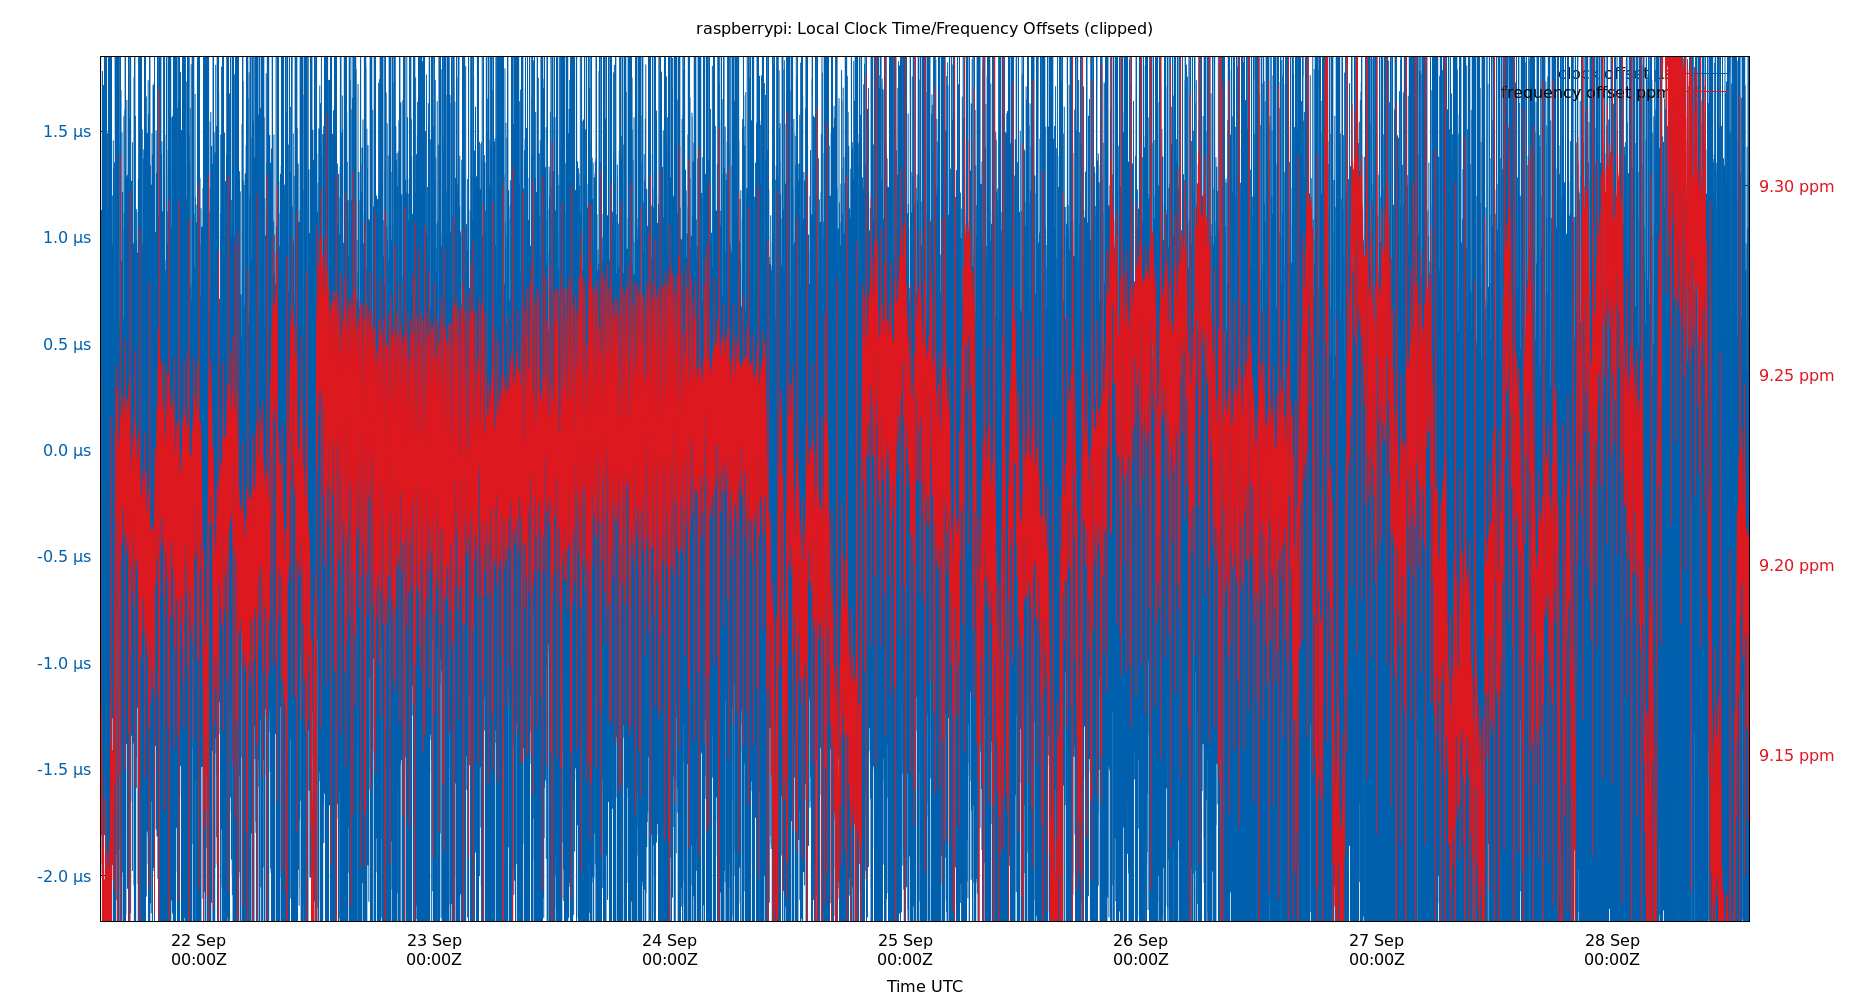 raspberrypi: Local Clock Time/Frequency Offsets (clipped)
clock offset µs
frequency offset ppm
1.5 µs
1.0 µs
0.5 µs
0.0 µs
-0.5 µs
-1.0 µs
-1.5 µs
-2.0 µs
9.30 ppm
9.25 ppm
9.20 ppm
9.15 ppm
22 Sep
00:00Z
23 Sep
00:00Z
24 Sep
00:00Z
25 Sep
00:00Z
26 Sep
00:00Z
27 Sep
00:00Z
28 Sep
00:00Z
Time UTC